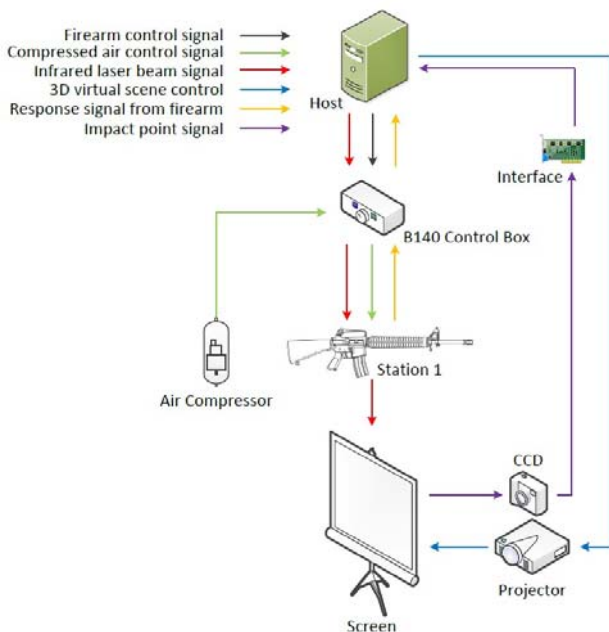 Firearm control signal
Compressed air control signal
Infrared laser beam signal
3D virtual scene control
Response signal from firearm
Impact point signal
Host
Interface
B140 Control Box
Station 1
Air Compressor
CCD
Projector
Screen